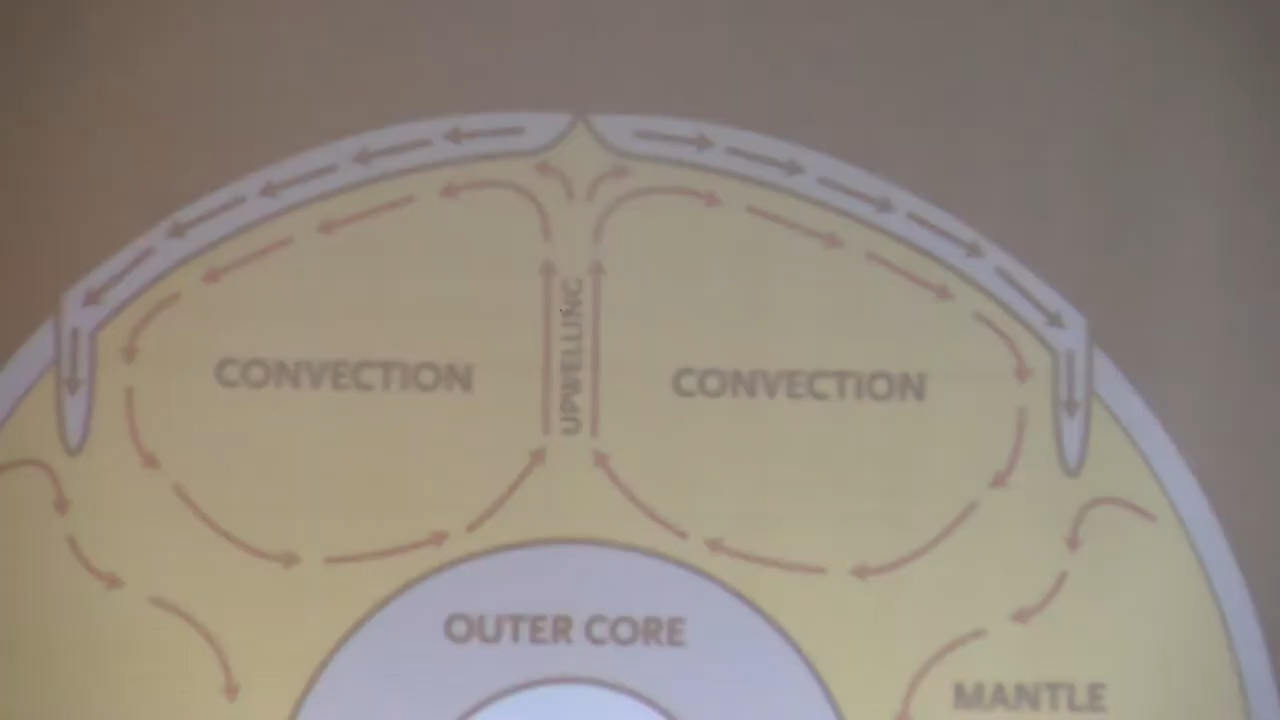 UPWELLING
CONVECTION
CONVECTION
OUTER CORE
MANTLE